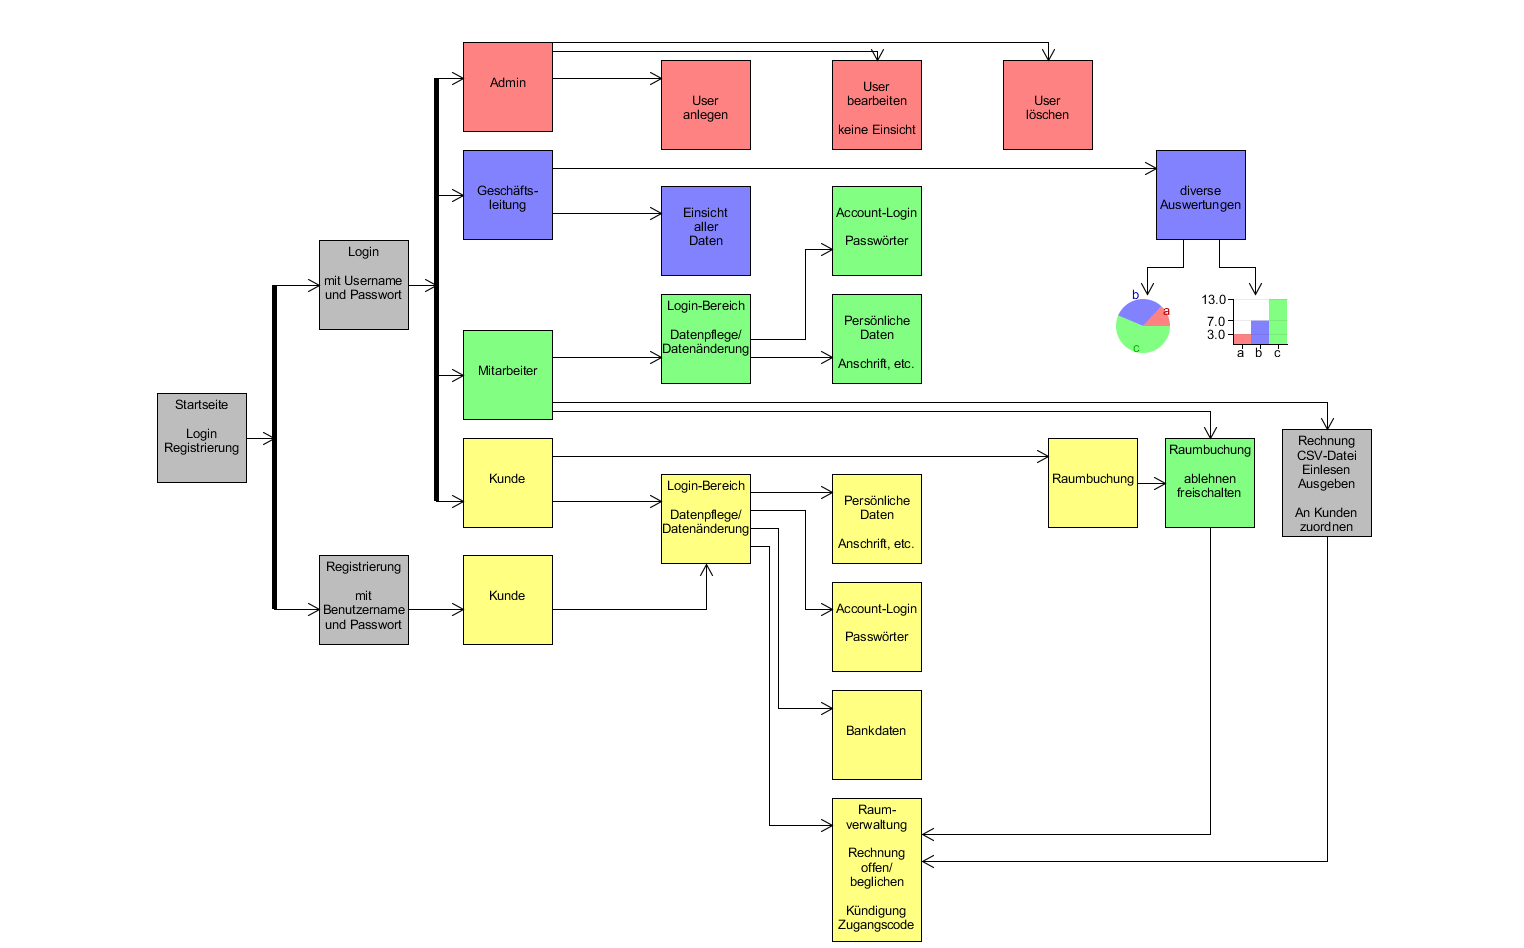 Admin
User
anlegen
User
bearbeiten
keine Einsicht
User
löschen
Geschäfts-
leitung
Einsicht
aller
Daten
Account-Login
Passwörter
diverse
Auswertungen
Login
mit Username
und Passwort
Login-Bereich
Datenpflege/
Datenänderung
Persönliche
Daten
Anschrift, etc.
b
a
c
13.0
7.0
3.0
a b c
Mitarbeiter
Startseite
Login
Registrierung
Kunde
Login-Bereich
Datenpflege/
Datenänderung
Persönliche
Daten
Anschrift, etc.
Raumbuchung
Raumbuchung
ablehnen
freischalten
Rechnung
CSV-Datei
Einlesen
Ausgeben
An Kunden
zuordnen
Registrierung
mit
Benutzername
und Passwort
Kunde
Account-Login
Passwörter
Bankdaten
Raum-
verwaltung
Rechnung
offen/
beglichen
Kündigung
Zugangscode